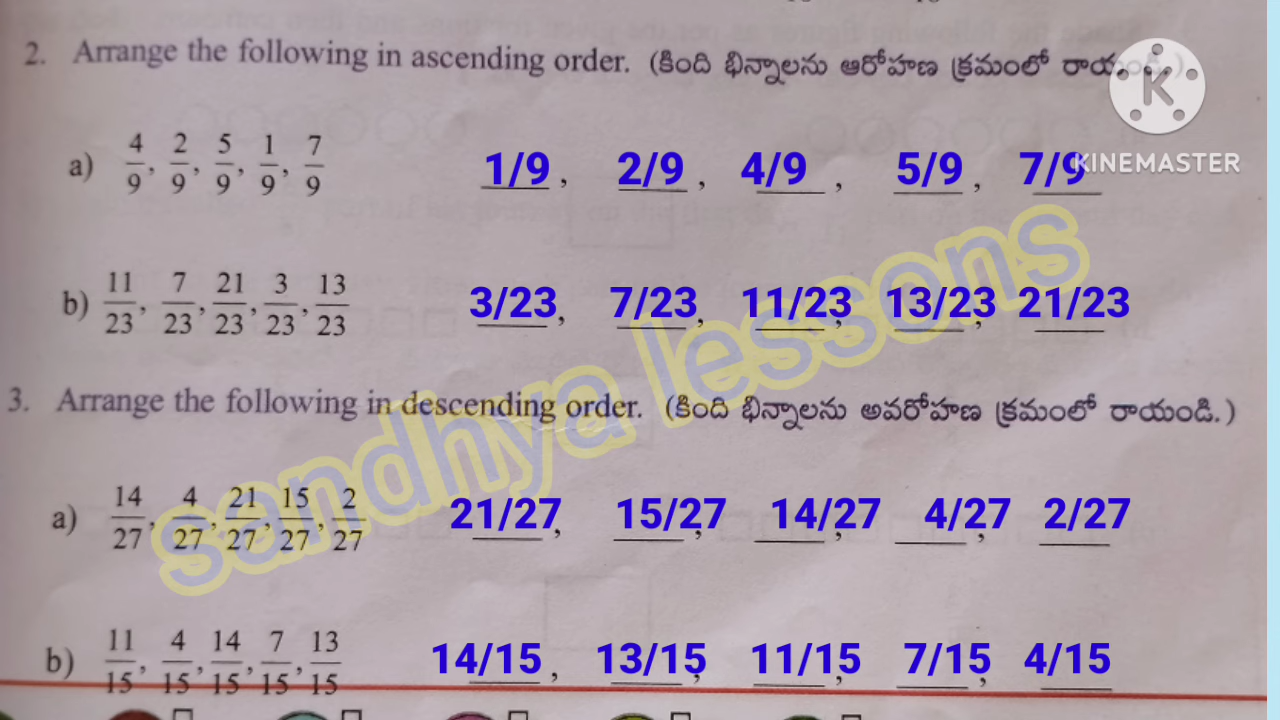 2. Arrange the following in ascending order. (కింది భిన్నాలను ఆరోహణ క్రమంలో రాయండి.)
K
KINEMASTER
a) 4/9, 2/9, 5/9, 1/9, 7/9 1/9, 2/9, 4/9, 5/9, 7/9
b) 11/23, 7/23, 21/23, 3/23, 13/23 3/23, 7/23, 11/23, 13/23, 21/23
3. Arrange the following in descending order. (కింది భిన్నాలను అవరోహణ క్రమంలో రాయండి.)
a) 14/27, 4/27, 21/27, 15/27, 2/27 21/27, 15/27, 14/27, 4/27, 2/27
b) 11/15, 4/15, 14/15, 7/15, 13/15 14/15, 13/15, 11/15, 7/15, 4/15
sandhya lessons